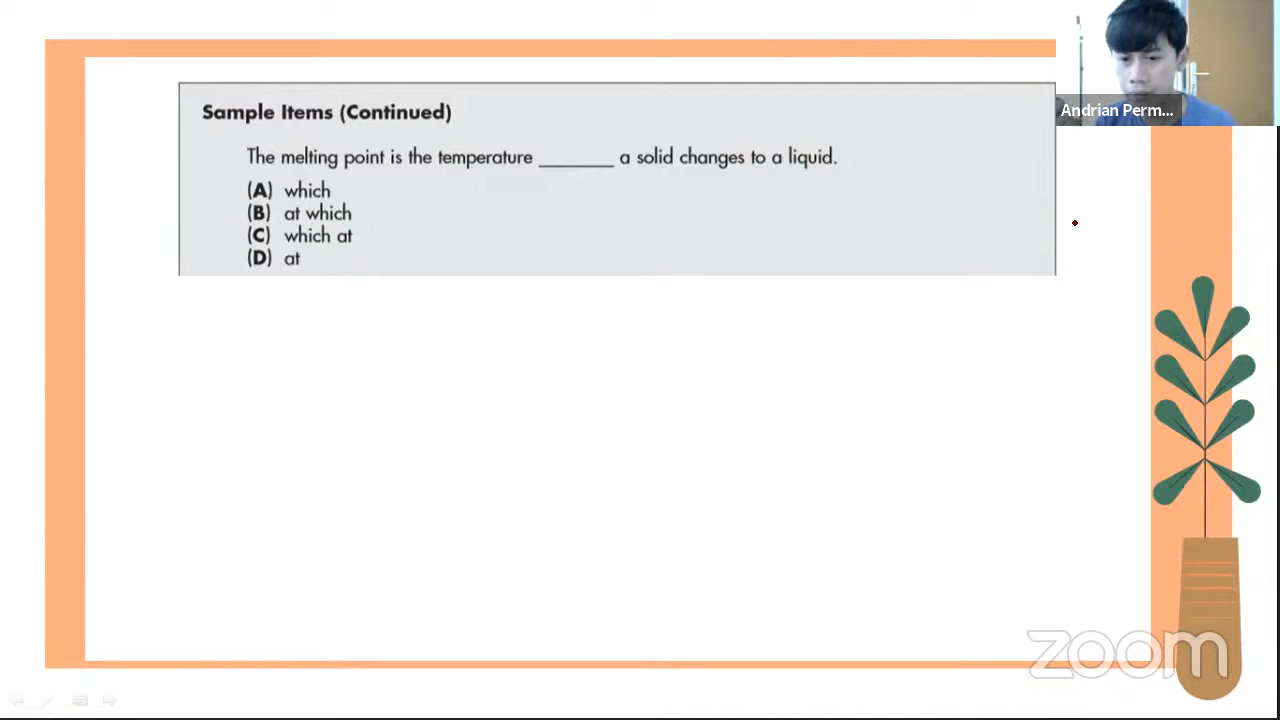 Sample Items (Continued)
The melting point is the temperature ________ a solid changes to a liquid.
(A) which
(B) at which
(C) which at
(D) at
Andrian Perm...
zoom